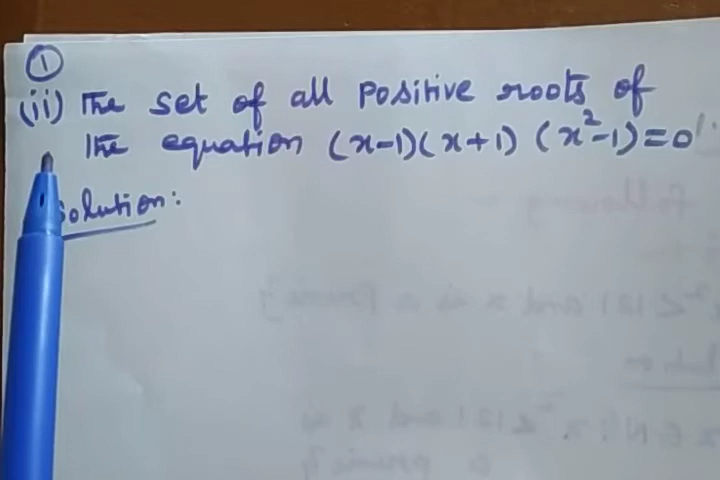 ①
(ii) The set of all positive roots of
the equation (x-1)(x+1) (x²-1)=0
Solution: